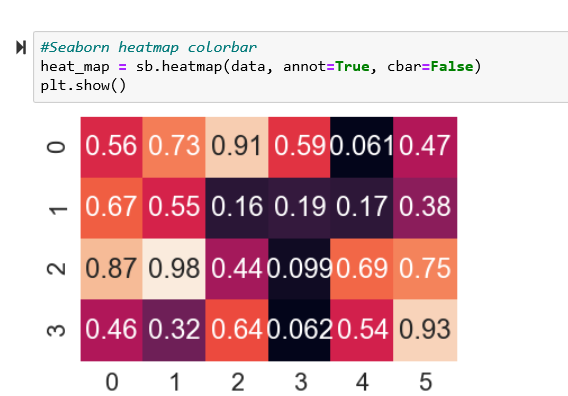 #Seaborn heatmap colorbar
heat_map = sb.heatmap(data, annot=True, cbar=False)
plt.show()
0 0.56 0.73 0.91 0.59 0.061 0.47
1 0.67 0.55 0.16 0.19 0.17 0.38
2 0.87 0.98 0.44 0.099 0.69 0.75
3 0.46 0.32 0.64 0.062 0.54 0.93
0 1 2 3 4 5